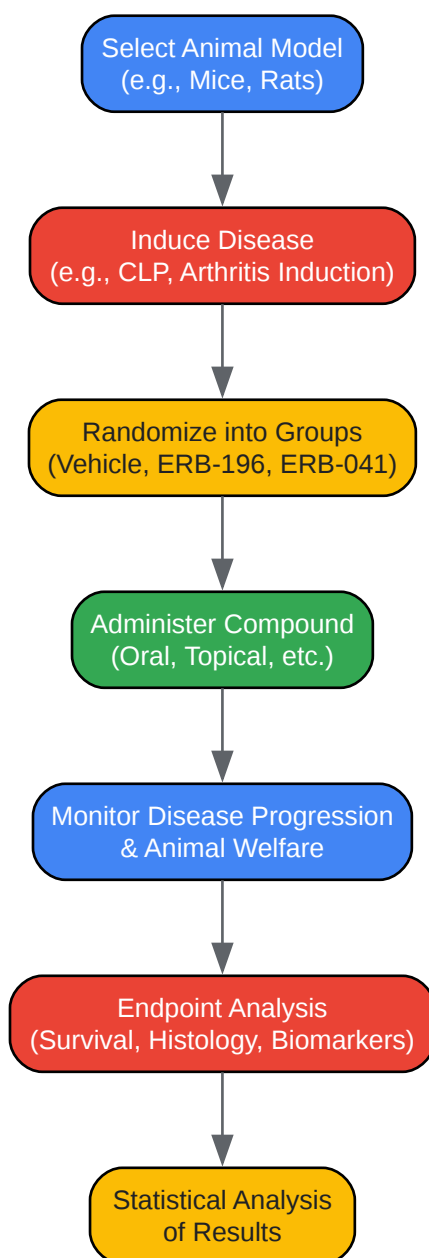 Select Animal Model
(e.g., Mice, Rats)
Induce Disease
(e.g., CLP, Arthritis Induction)
Randomize into Groups
(Vehicle, ERB-196, ERB-041)
Administer Compound
(Oral, Topical, etc.)
Monitor Disease Progression
& Animal Welfare
Endpoint Analysis
(Survival, Histology, Biomarkers)
Statistical Analysis
of Results